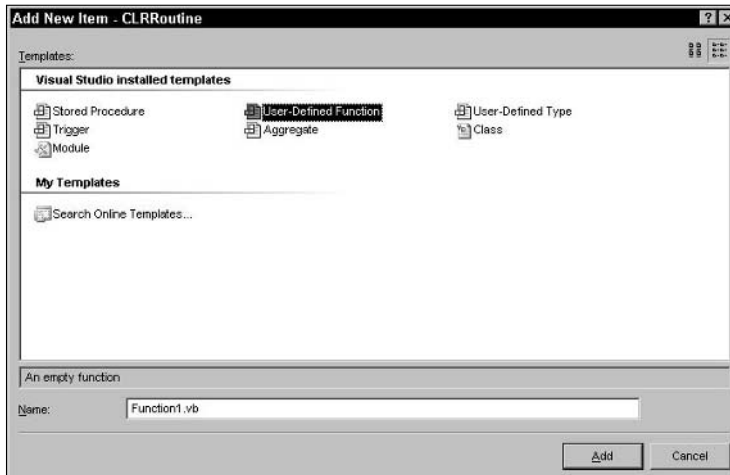 Add New Item - CLRRoutine
Templates:
Visual Studio installed templates
Stored Procedure
User-Defined Function
User-Defined Type
Trigger
Aggregate
Class
Module
My Templates
Search Online Templates...
An empty function
Name:
Function1.vb
Add
Cancel